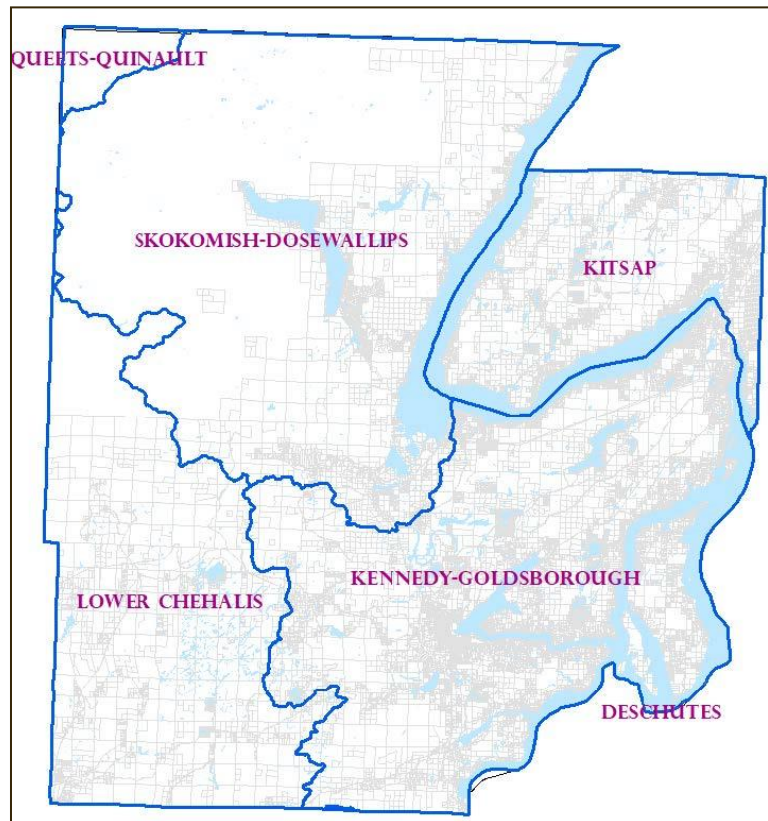 QUEETS-QUINAULT
SKOKOMISH-DOSEWALLIPS
KITSAP
KENNEDY-GOLDSBOROUGH
LOWER CHEHALIS
DESCHUTES